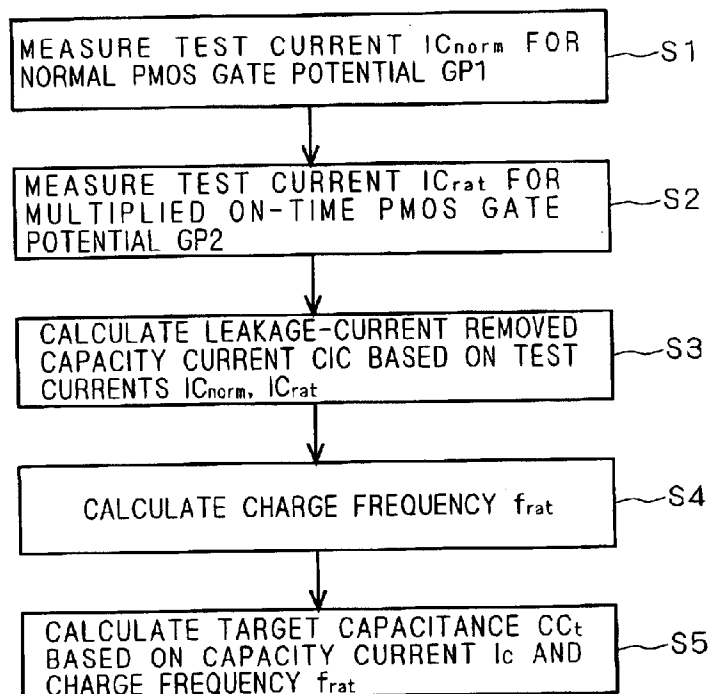 MEASURE TEST CURRENT ICnorm FOR
NORMAL PMOS GATE POTENTIAL GP1
S1
MEASURE TEST CURRENT ICrat FOR
MULTIPLIED ON-TIME PMOS GATE
POTENTIAL GP2
S2
CALCULATE LEAKAGE-CURRENT REMOVED
CAPACITY CURRENT CIC BASED ON TEST
CURRENTS ICnorm, ICrat
S3
CALCULATE CHARGE FREQUENCY frat
S4
CALCULATE TARGET CAPACITANCE CCt
BASED ON CAPACITY CURRENT Ic AND
CHARGE FREQUENCY frat
S5